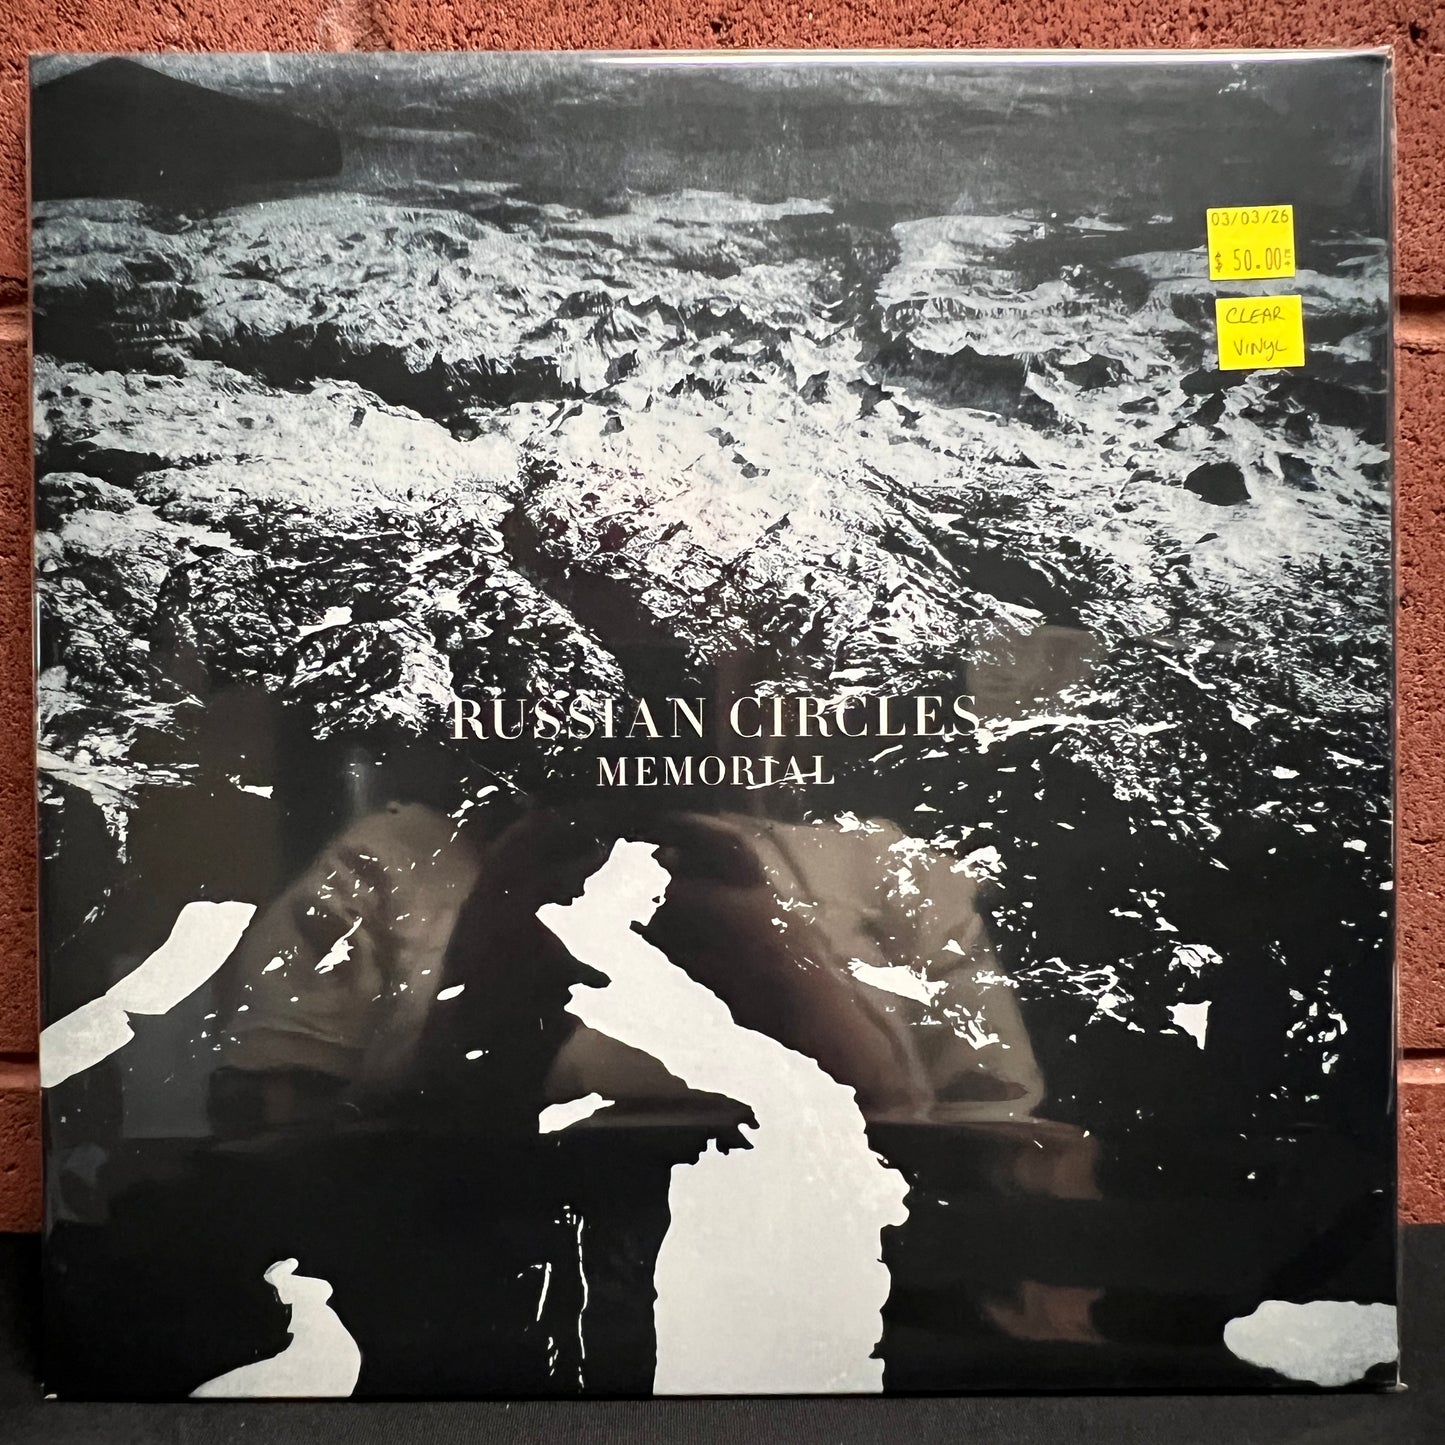 03/03/26
$ 50.00
CLEAR
VINYL
RUSSIAN CIRCLES
MEMORIAL